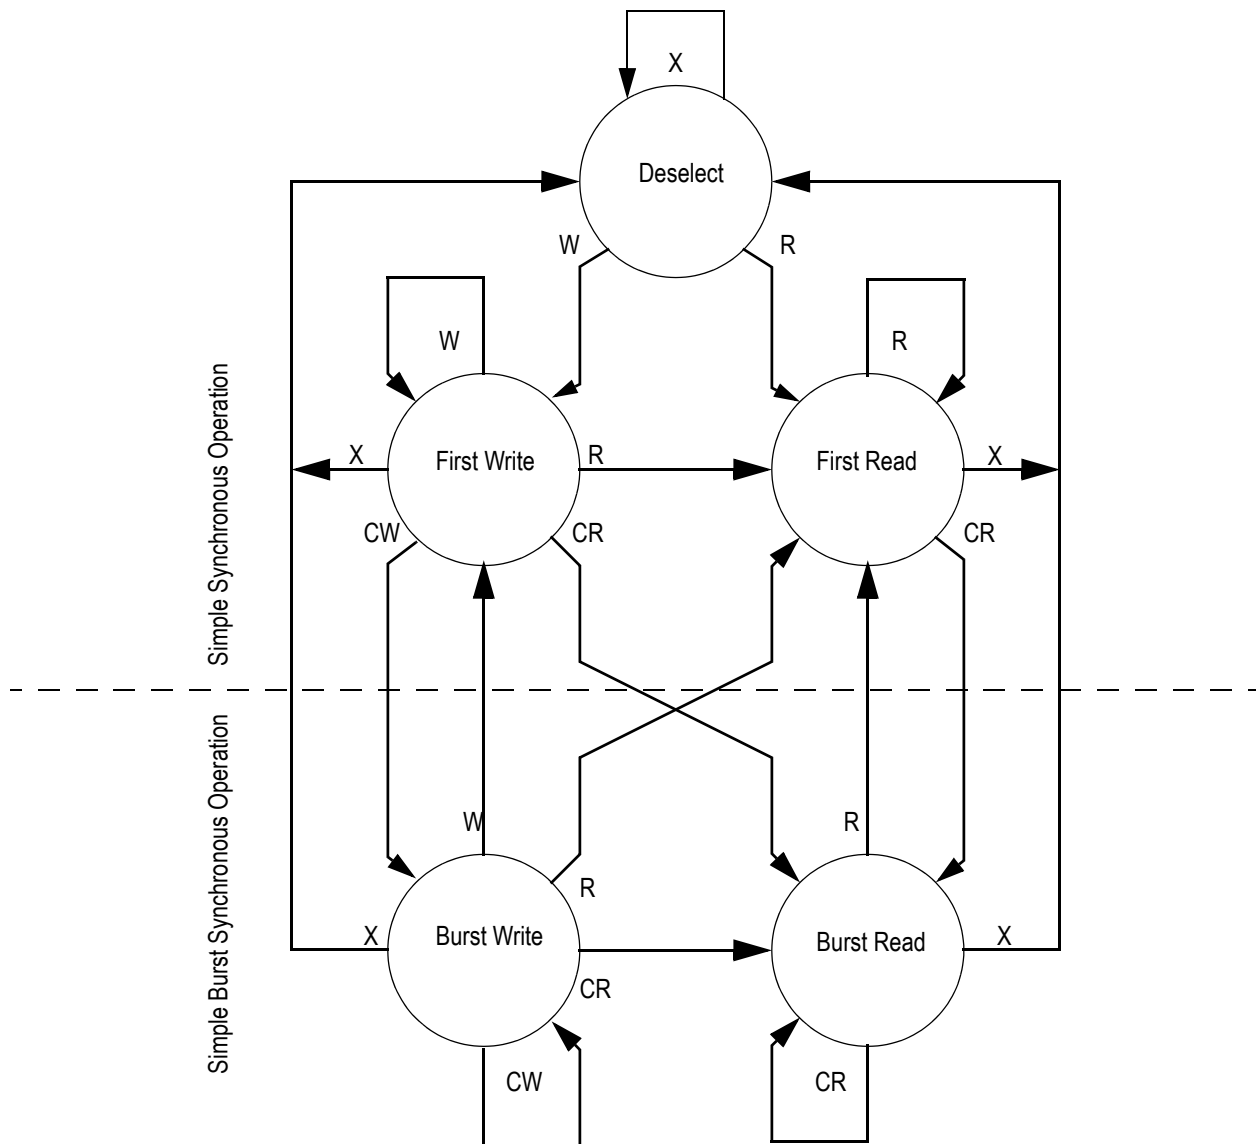 X
Deselect
W
R
W
R
Simple Synchronous Operation
X
First Write
R
First Read
X
CW
CR
CR
Simple Burst Synchronous Operation
W
R
R
X
Burst Write
Burst Read
X
CR
CW
CR